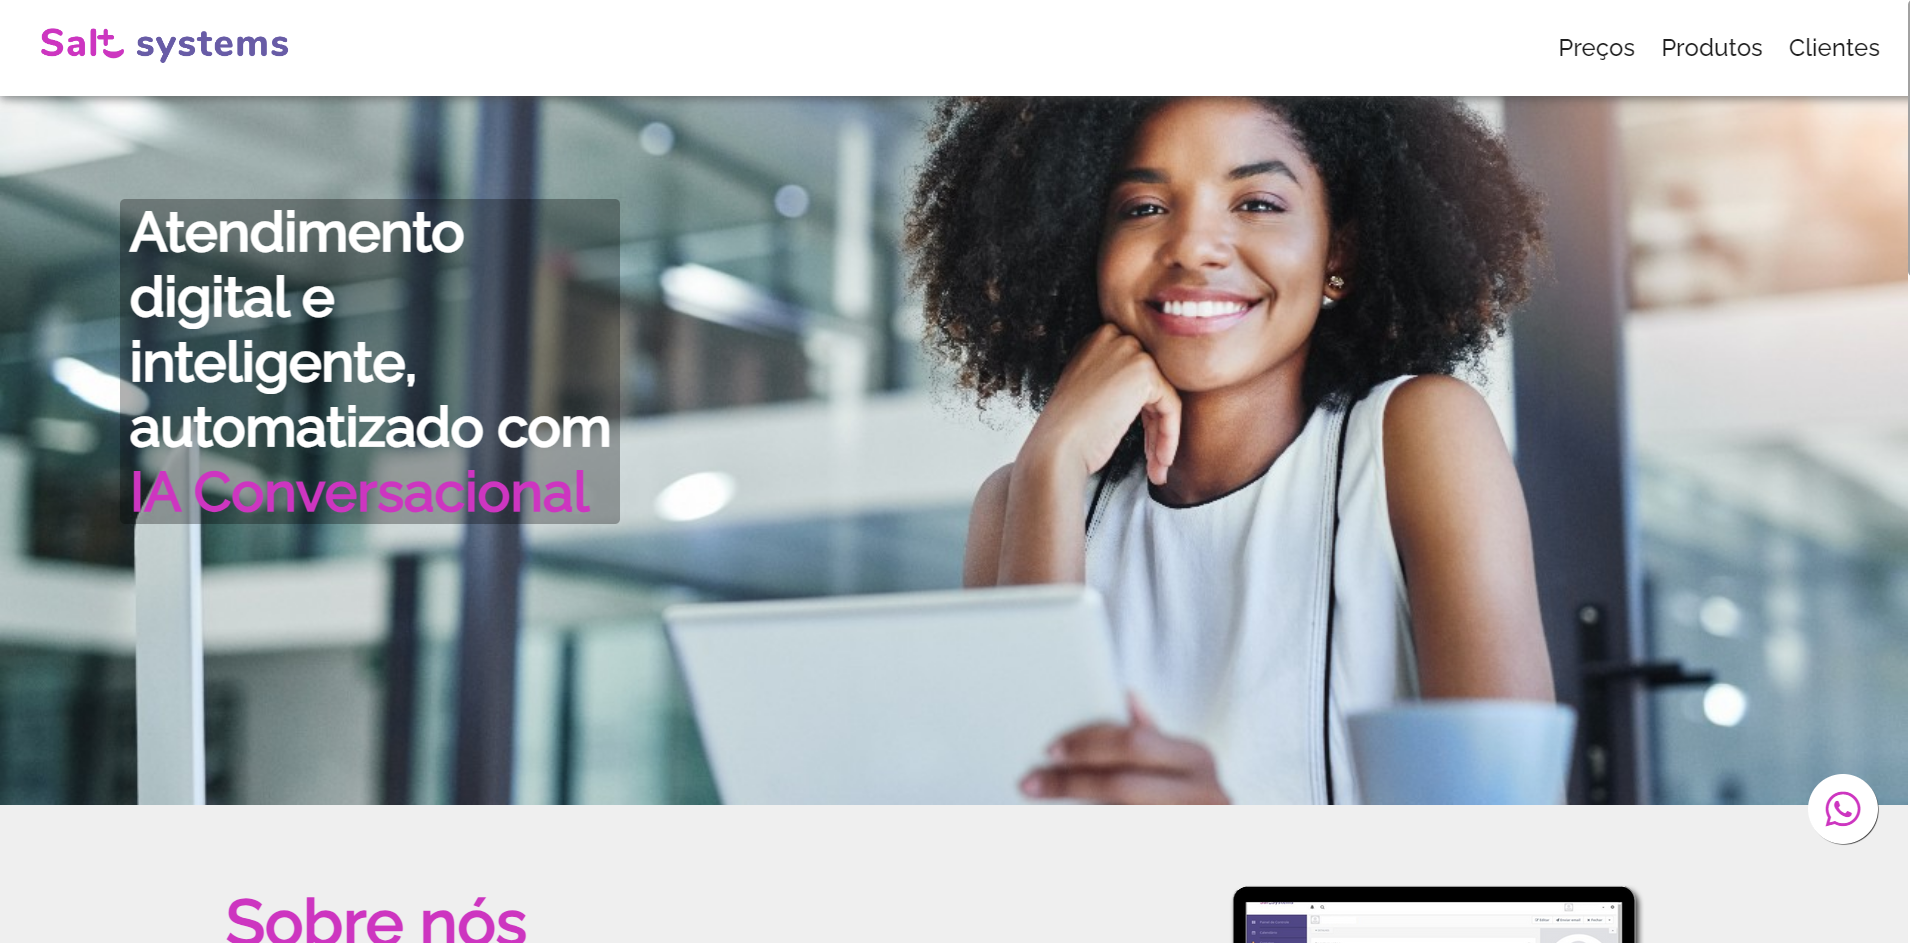 Salt systems
Preços Produtos Clientes
Atendimento
digital e
inteligente,
automatizado com
IA Conversacional
Sobre nós